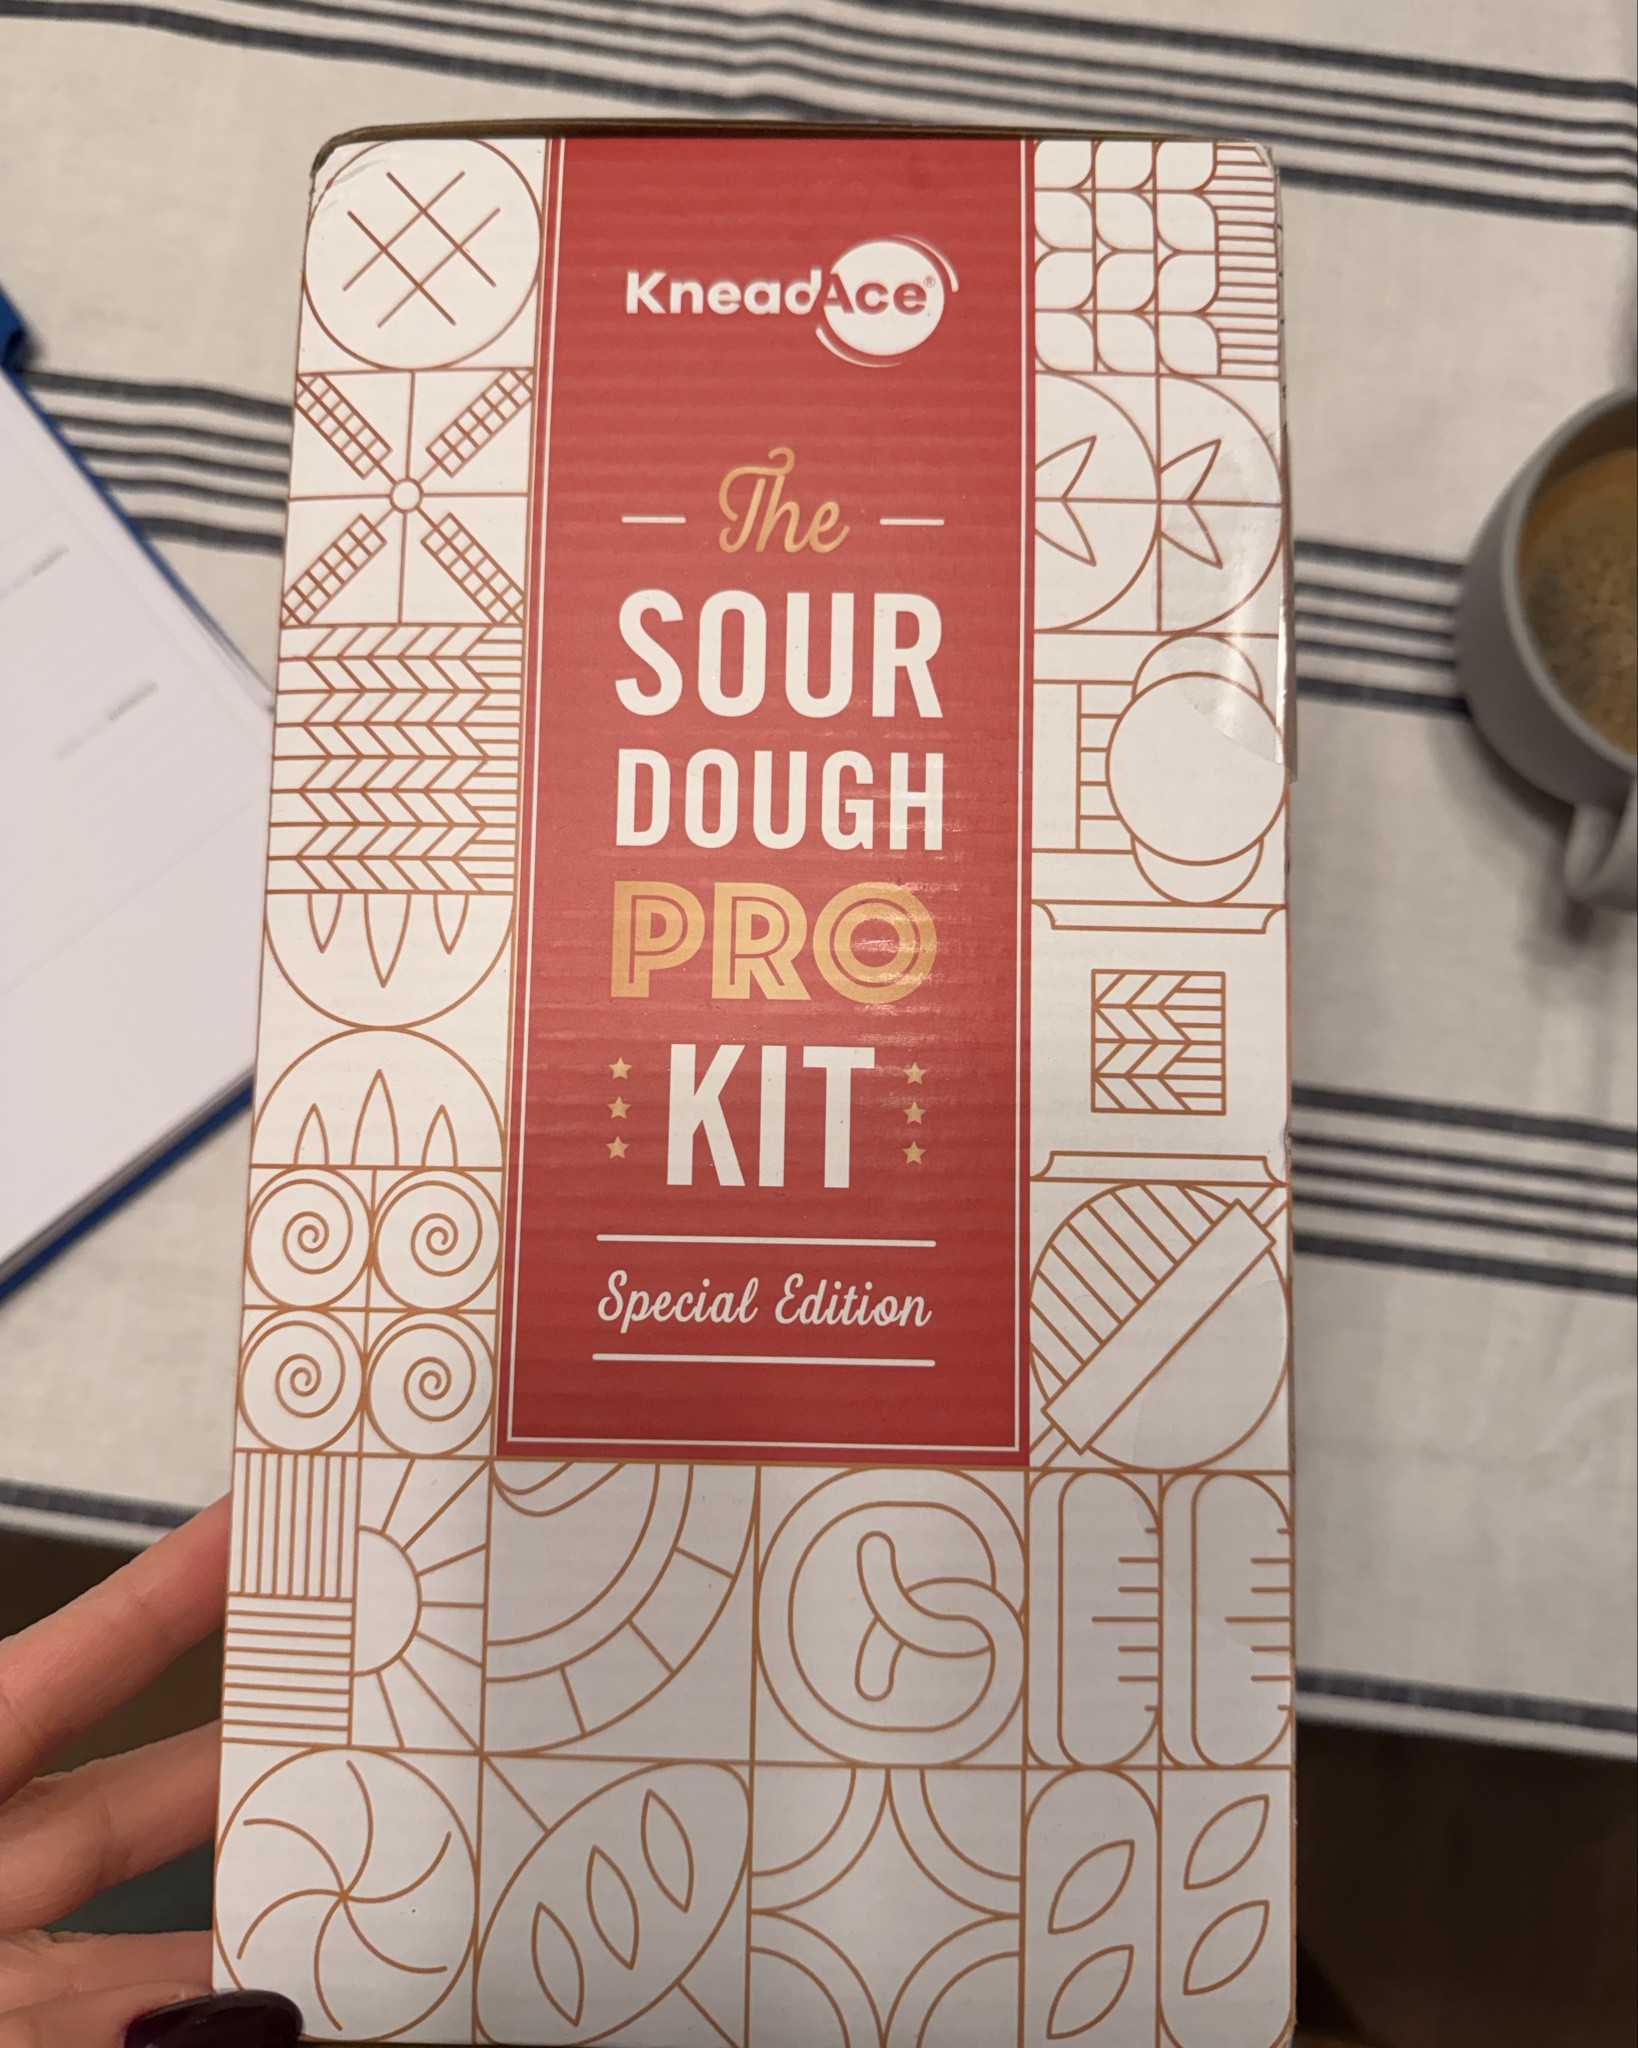 KneadAce®
The
SOUR
DOUGH
PRO
KIT
Special Edition